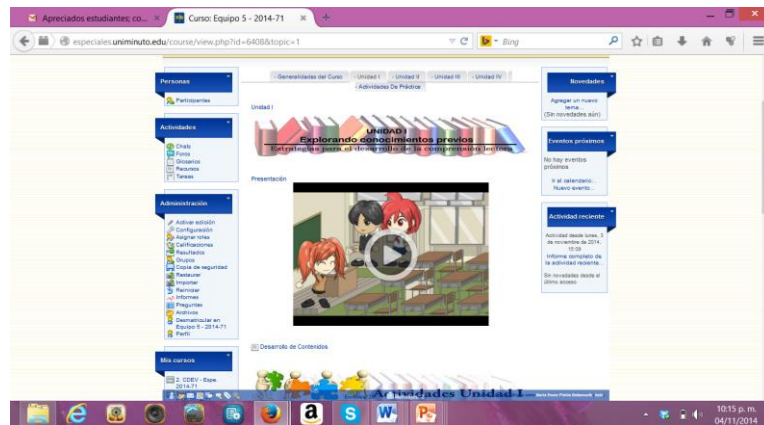 Apreciados estudiantes; co...
Curso: Equipo 5 - 2014-71
especiales.uniminuto.edu/course/view.php?id=6408&topic=1
Bing
Personas
Participantes
Actividades
Chats
Foros
Glosarios
Recursos
Tareas
Administración
Activar edición
Configuración
Asignar roles
Calificaciones
Resultados
Grupos
Copia de seguridad
Restaurar
Importar
Reiniciar
Informes
Preguntas
Archivos
Desmatricular en
Equipo 5 - 2014-71
Perfil
Mis cursos
2. CDEV - Espe.
2014-71
- Generalidades del Curso
- Unidad I
- Unidad II
- Unidad III
- Unidad IV
- Actividades De Práctica
Unidad I
UNIDAD I
Explorando conocimientos previos
Estrategias para el desarrollo de la comprensión lectora
Presentación
Desarrollo de Contenidos
Actividades Unidad I
Novedades
Agregar un nuevo
tema...
(Sin novedades aún)
Eventos próximos
No hay eventos
próximos
Ir al calendario...
Nuevo evento...
Actividad reciente
Actividad desde lunes, 3
de noviembre de 2014,
Informe completo de
la actividad reciente...
Sin novedades desde el
último acceso
10:15 p. m.
04/11/2014